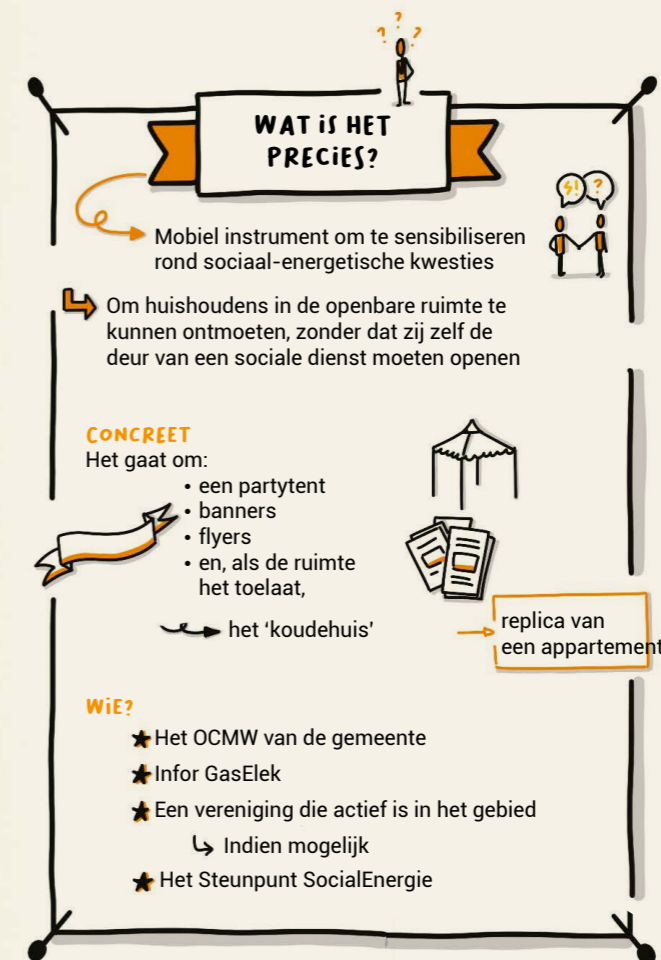 ? ? ?
WAT iS HET
PRECiES?
Mobiel instrument om te sensibiliseren
rond sociaal-energetische kwesties
! ?
Om huishoudens in de openbare ruimte te
kunnen ontmoeten, zonder dat zij zelf de
deur van een sociale dienst moeten openen
CONCREET
Het gaat om:
• een partytent
• banners
• flyers
• en, als de ruimte
het toelaat,
het ‘koudehuis’
replica van
een appartement
WiE?
Het OCMW van de gemeente
Infor GasElek
Een vereniging die actief is in het gebied
Indien mogelijk
Het Steunpunt SocialEnergie